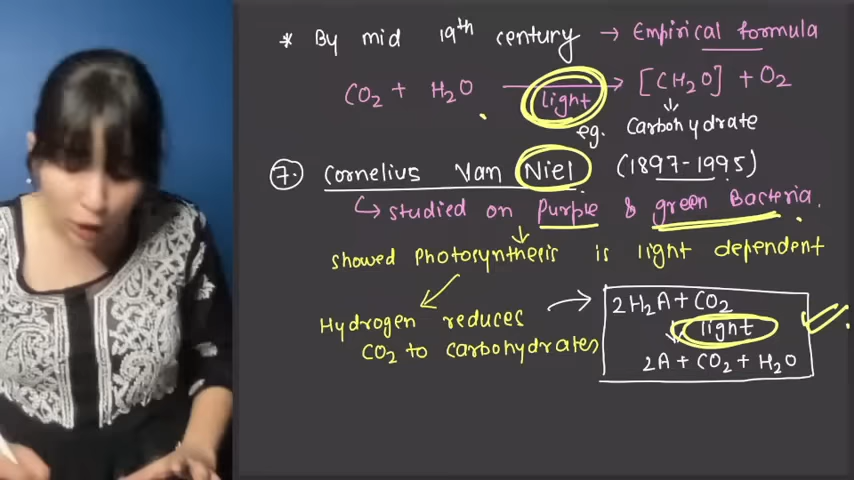 * By mid 19th century → Empirical formula
CO₂ + H₂O light → [CH₂O] + O₂
eg. Carbohydrate
⑦. Cornelius Van Niel (1897-1995)
↳ studied on Purple & green Bacteria.
showed Photosynthesis is light dependent
Hydrogen reduces
CO₂ to carbohydrates
2H₂A + CO₂
light
2A + CO₂ + H₂O